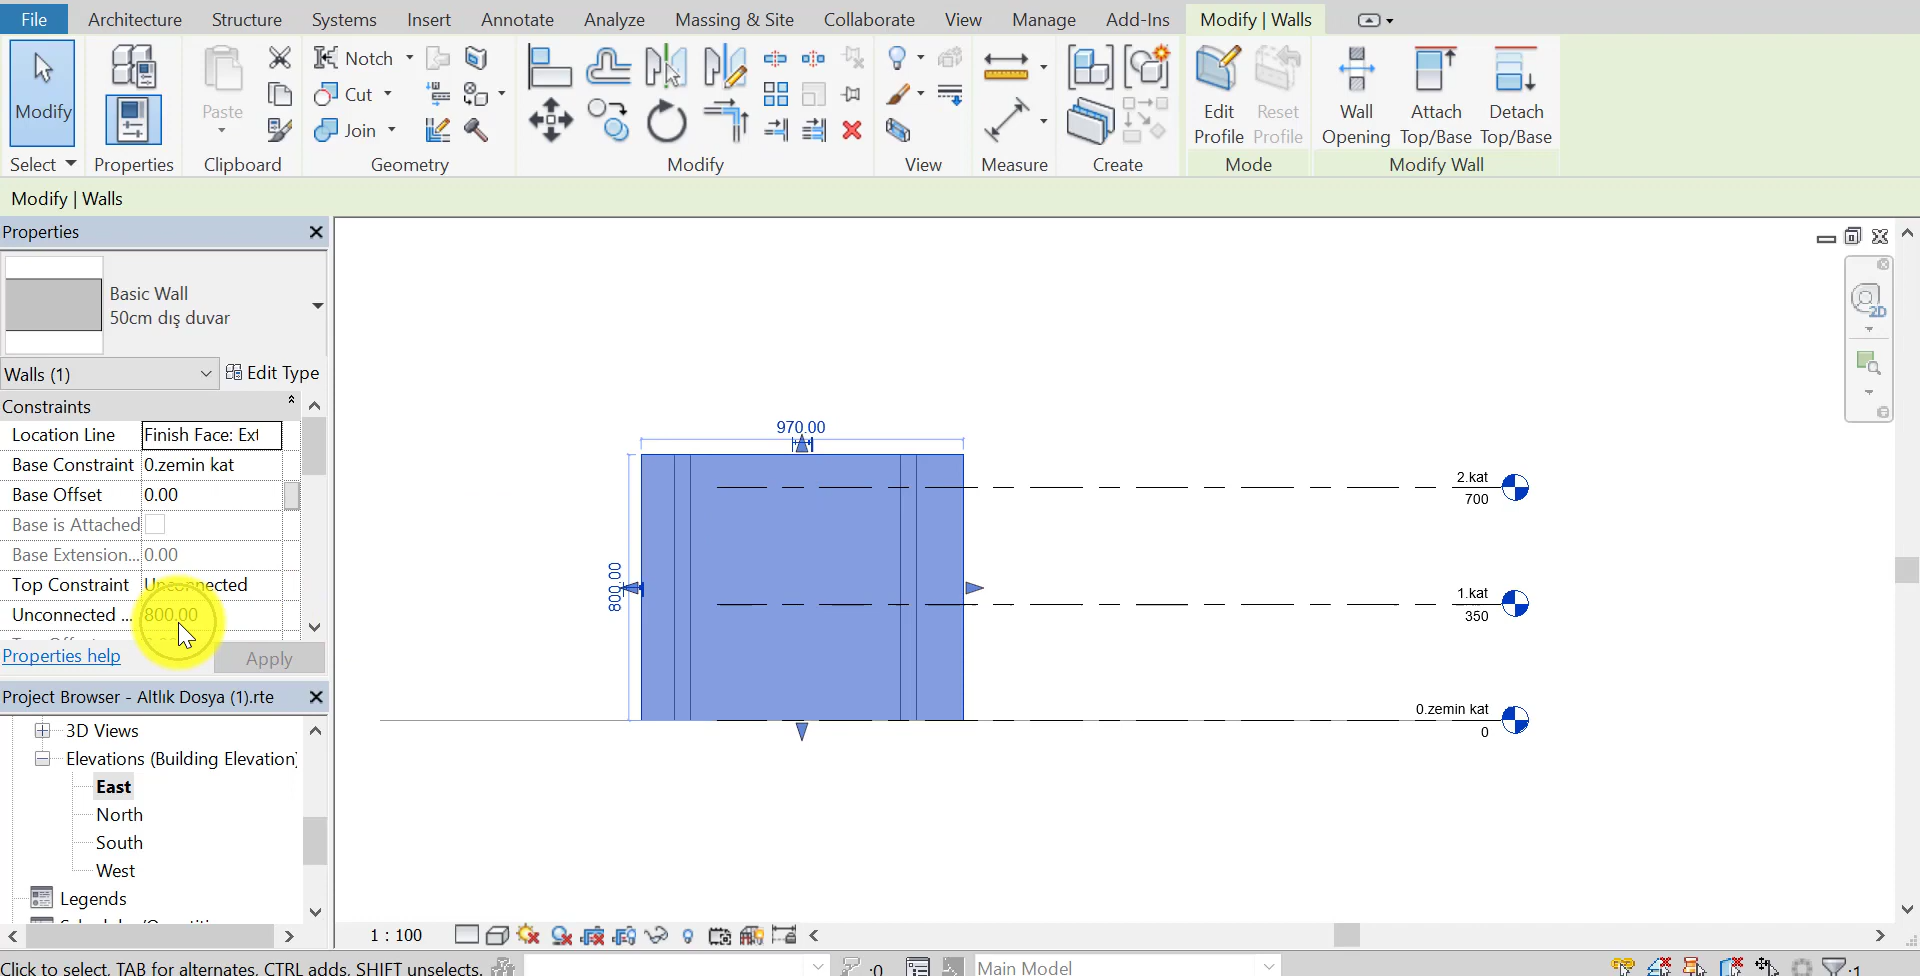 File Architecture Structure Systems Insert Annotate Analyze Massing & Site Collaborate View Manage Add-Ins Modify | Walls
Modify
Paste
Notch
Cut
Join
Edit Profile
Reset Profile
Wall Opening
Attach Top/Base
Detach Top/Base
Select Properties Clipboard Geometry Modify View Measure Create Mode Modify Wall
Modify | Walls
Properties
Basic Wall
50cm dış duvar
Walls (1)
Edit Type
Constraints
Location Line Finish Face: Ext
Base Constraint 0.zemin kat
Base Offset 0.00
Base is Attached
Base Extension... 0.00
Top Constraint Unconnected
Unconnected ... 800.00
Properties help
Apply
Project Browser - Altlık Dosya (1).rte
3D Views
Elevations (Building Elevation)
East
North
South
West
Legends
970.00
800.00
2.kat
700
1.kat
350
0.zemin kat
0
2D
1 : 100
Click to select, TAB for alternates, CTRL adds, SHIFT unselects.
:0
Main Model
:1